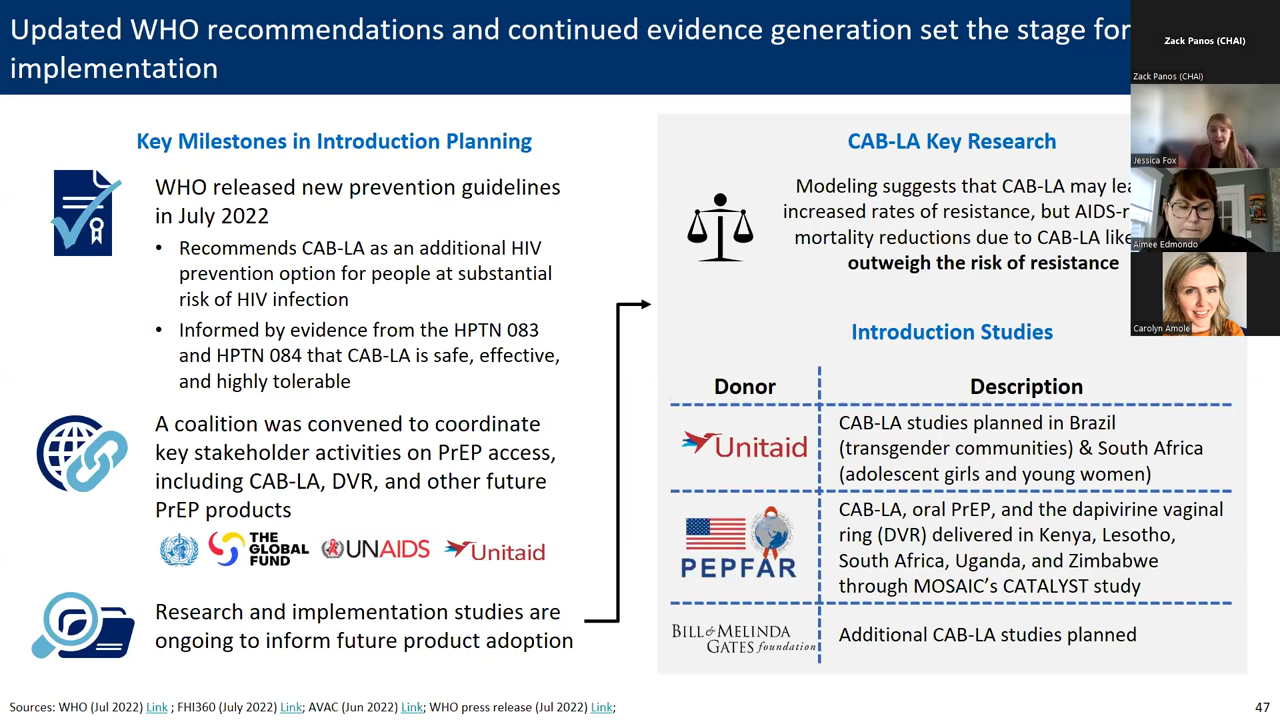 Updated WHO recommendations and continued evidence generation set the stage for
implementation
Key Milestones in Introduction Planning
WHO released new prevention guidelines
in July 2022
• Recommends CAB-LA as an additional HIV
prevention option for people at substantial
risk of HIV infection
• Informed by evidence from the HPTN 083
and HPTN 084 that CAB-LA is safe, effective,
and highly tolerable
A coalition was convened to coordinate
key stakeholder activities on PrEP access,
including CAB-LA, DVR, and other future
PrEP products
THE
GLOBAL
FUND
UNAIDS
Unitaid
Research and implementation studies are
ongoing to inform future product adoption
CAB-LA Key Research
Modeling suggests that CAB-LA may
increased rates of resistance, but
mortality reductions due to CAB-LA
outweigh the risk of resistance
Introduction Studies
Donor
Description
Unitaid
CAB-LA studies planned in Brazil
(transgender communities) & South Africa
(adolescent girls and young women)
PEPFAR
CAB-LA, oral PrEP, and the dapivirine vaginal
ring (DVR) delivered in Kenya, Lesotho,
South Africa, Uganda, and Zimbabwe
through MOSAIC's CATALYST study
BILL & MELINDA
GATES foundation
Additional CAB-LA studies planned
Sources: WHO (Jul 2022) Link ; FHI360 (July 2022) Link; AVAC (Jun 2022) Link; WHO press release (Jul 2022) Link;
47
Zack Panos (CHAI)
Zack Panos (CHAI)
Jessica Fox
Aimee Edmondo
Carolyn Amole